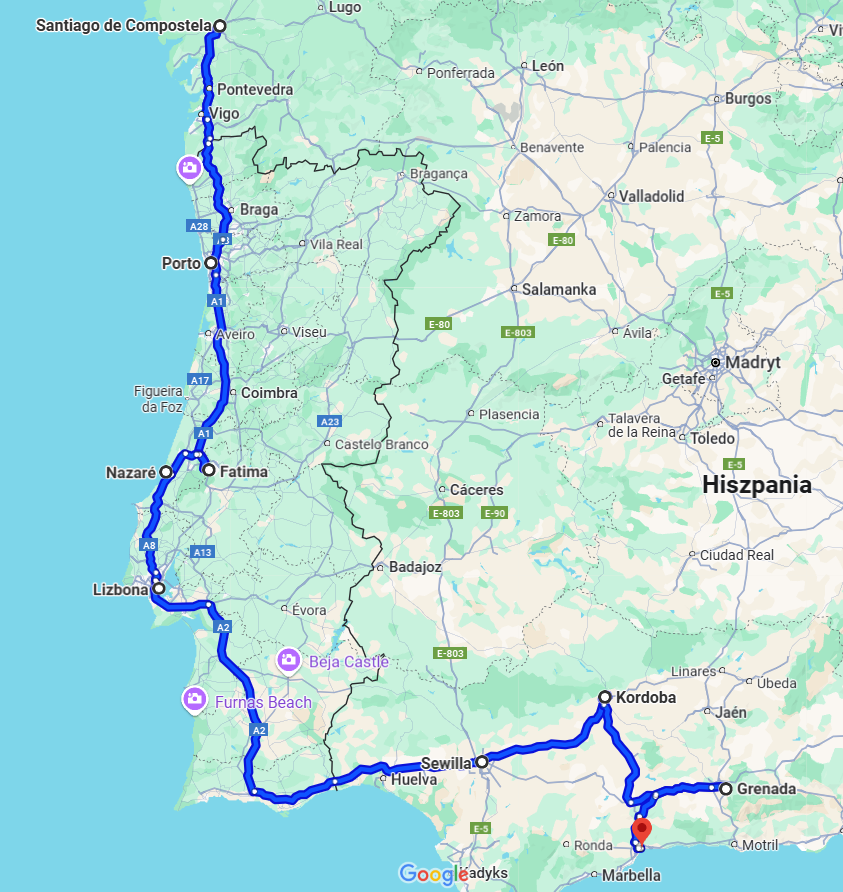 Lugo
Santiago de Compostela
León
Ponferrada
Pontevedra
Burgos
Vigo
E-5
Benavente
Palencia
Bragança
Valladolid
Braga
Zamora
A28
Vila Real
E-80
Porto
Salamanka
E-5
A1
E-80
E-803
Aveiro
Viseu
Ávila
Madryt
A17
Getafe
Figueira
da Foz
Coimbra
Plasencia
A23
Talavera
de la Reina
A1
Castelo Branco
Toledo
E-5
Nazaré
Fatima
Hiszpania
Cáceres
E-803
E-90
A8
A13
Ciudad Real
Badajoz
Lizbona
Évora
A2
E-803
Beja Castle
Linares
Úbeda
Furnas Beach
Kordoba
Jaén
A2
Sewilla
Huelva
Grenada
E-5
Ronda
Motril
Google
Kadyks
Marbella